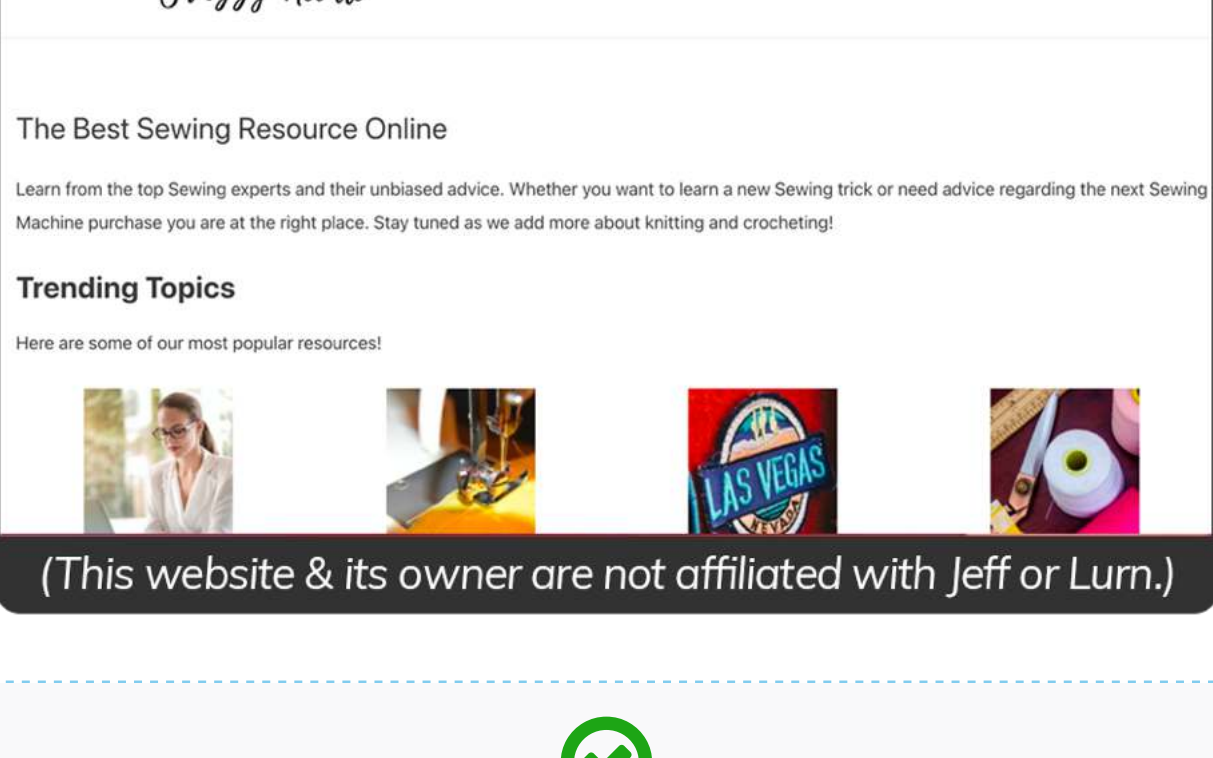 The Best Sewing Resource Online
Learn from the top Sewing experts and their unbiased advice. Whether you want to learn a new Sewing trick or need advice regarding the next Sewing
Machine purchase you are at the right place. Stay tuned as we add more about knitting and crocheting!
Trending Topics
Here are some of our most popular resources!
LAS VEGAS
NEVADA
(This website & its owner are not affiliated with Jeff or Lurn.)